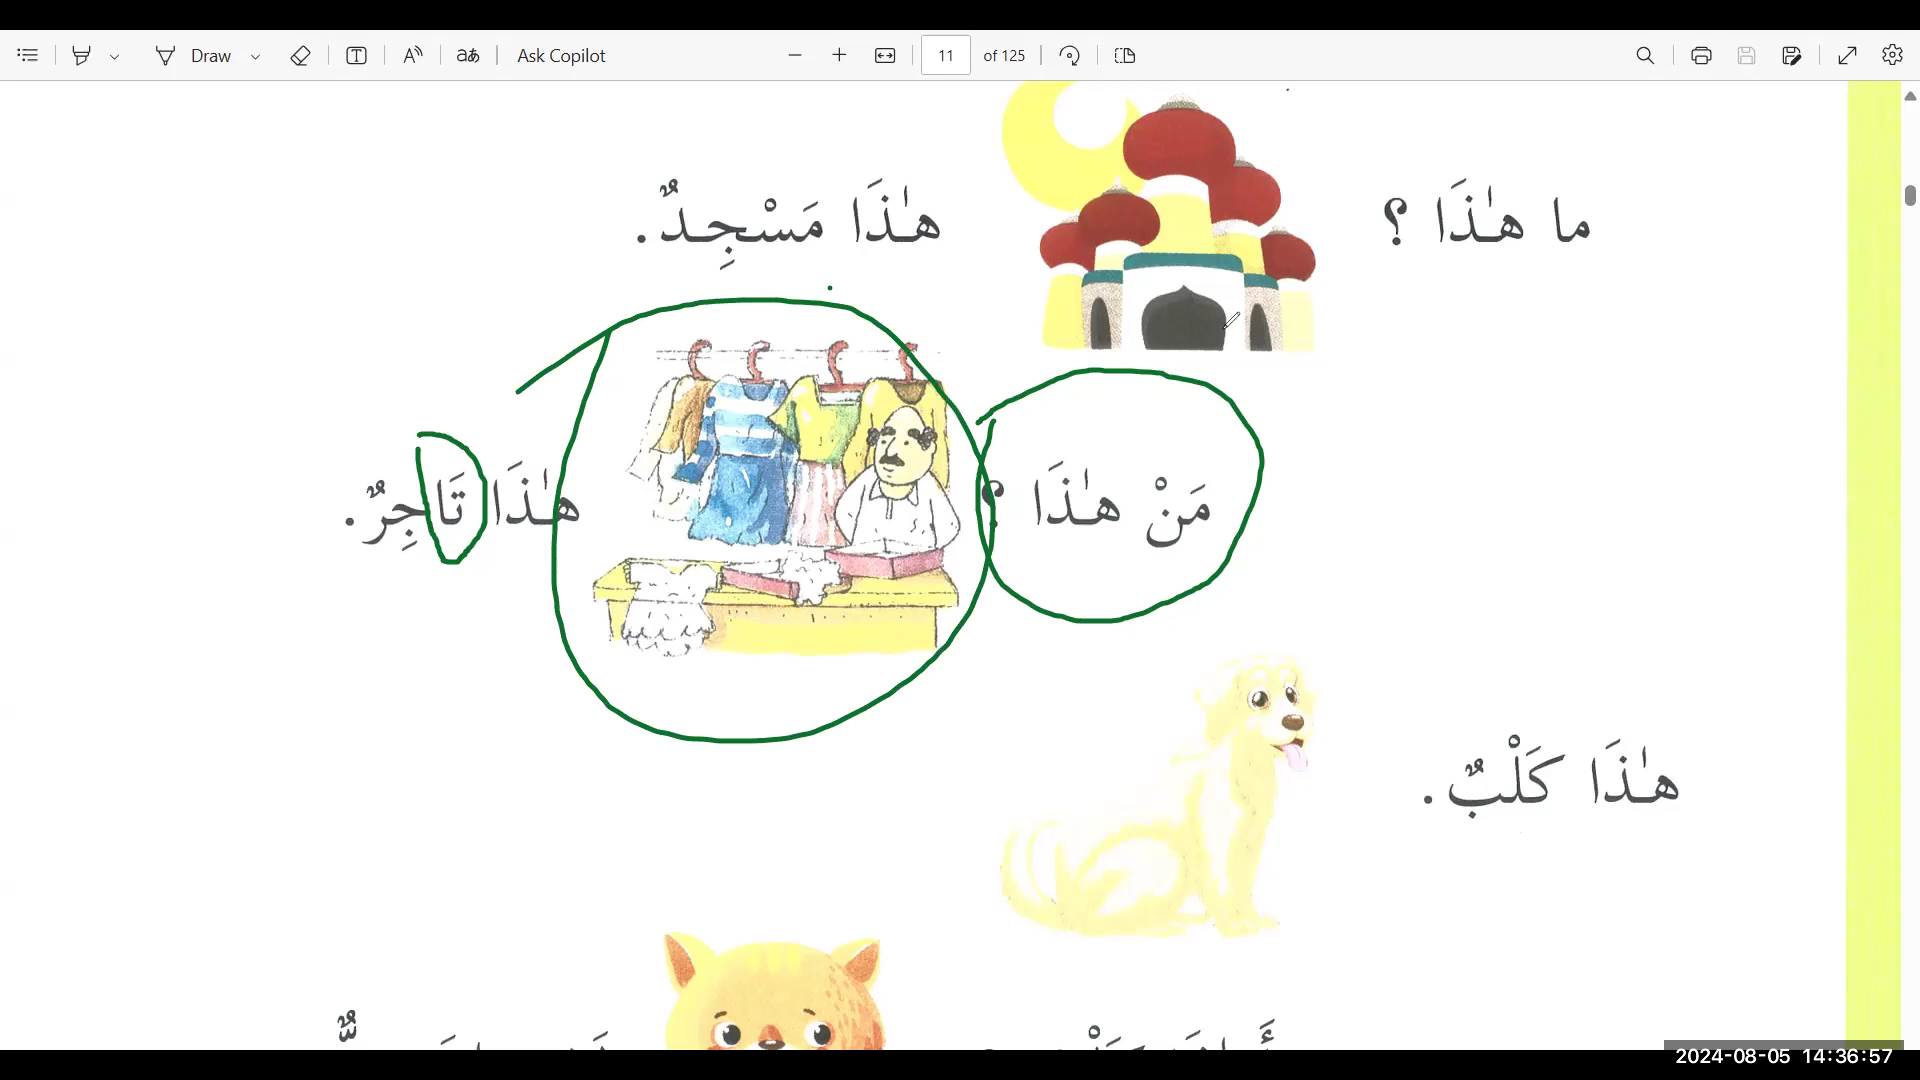 Draw
Ask Copilot
11 of 125
ما هٰذَا ؟ هٰذَا مَسْجِدٌ .
مَنْ هٰذَا ؟ هٰذَا تَاجِرٌ .
هٰذَا كَلْبٌ .
2024-08-05 14:36:57